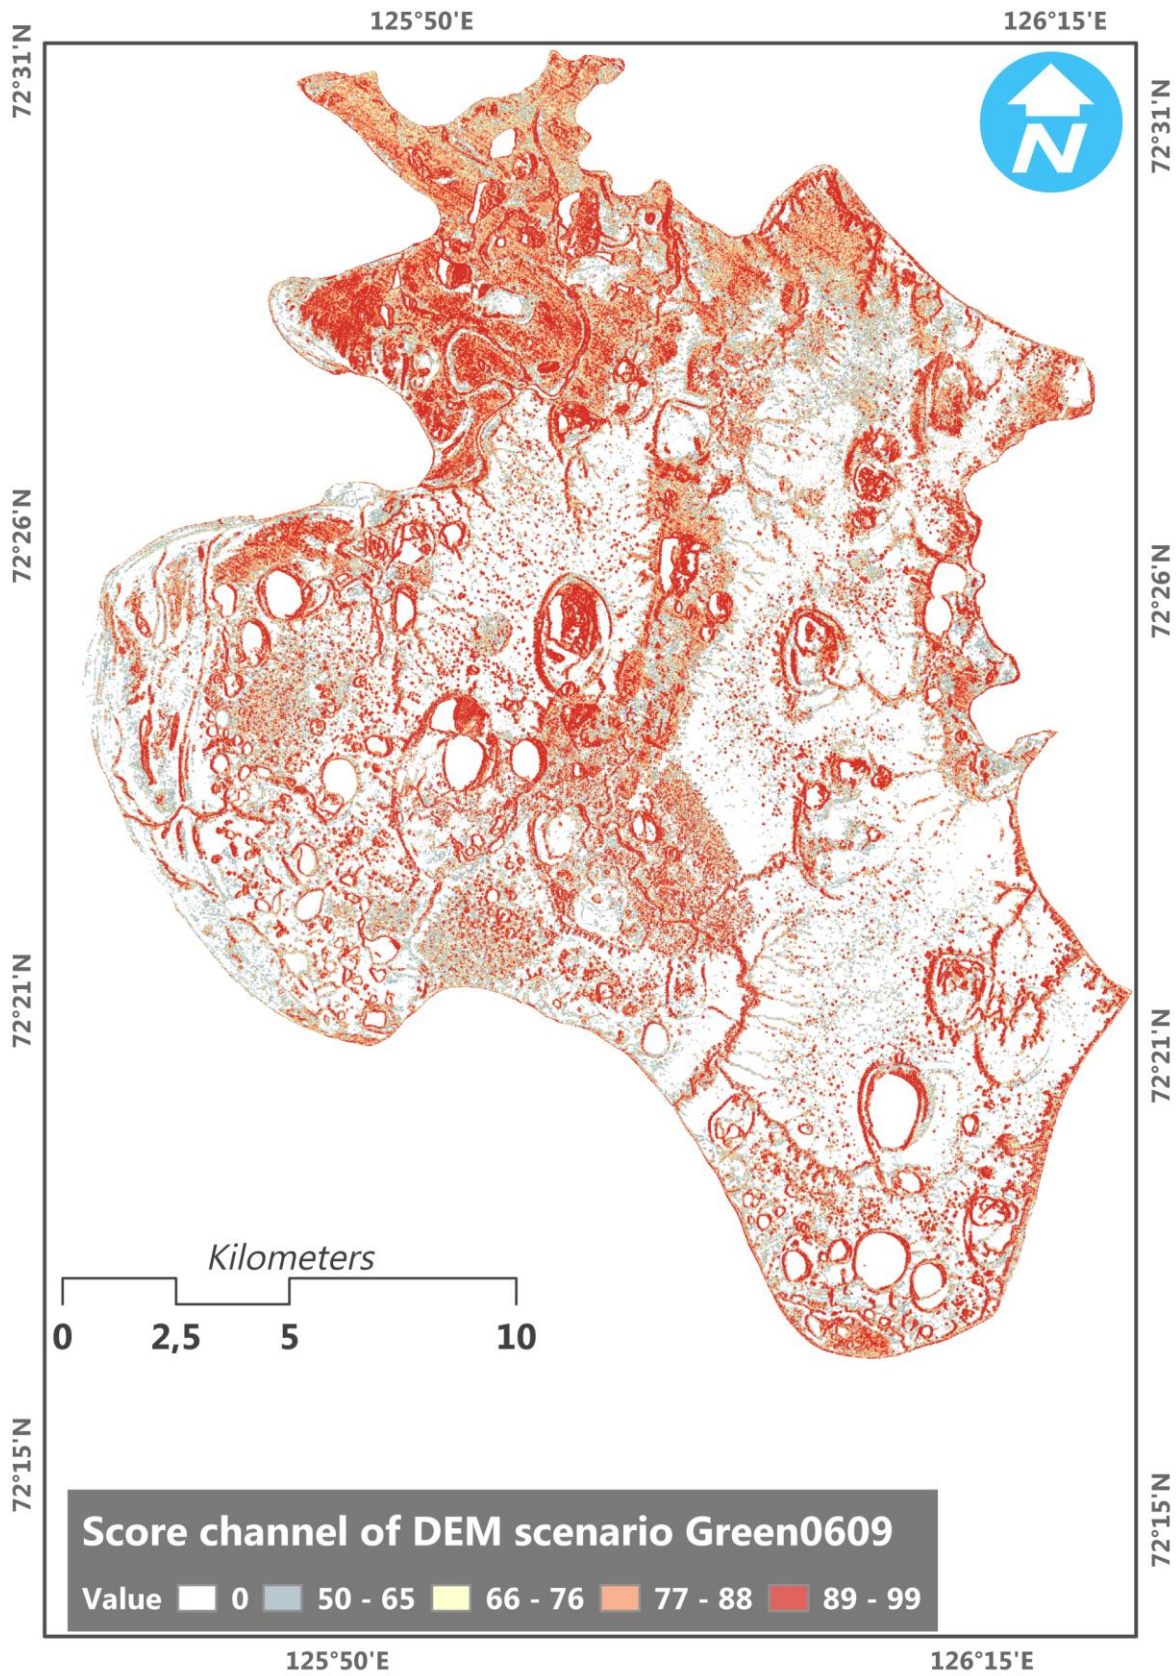 125°50'E 126°15'E
72°31'N
72°31'N
N
72°26'N
72°26'N
72°21'N
72°21'N
Kilometers
0 2,5 5 10
72°15'N
72°15'N
Score channel of DEM scenario Green0609
Value 0 50 - 65 66 - 76 77 - 88 89 - 99
125°50'E 126°15'E